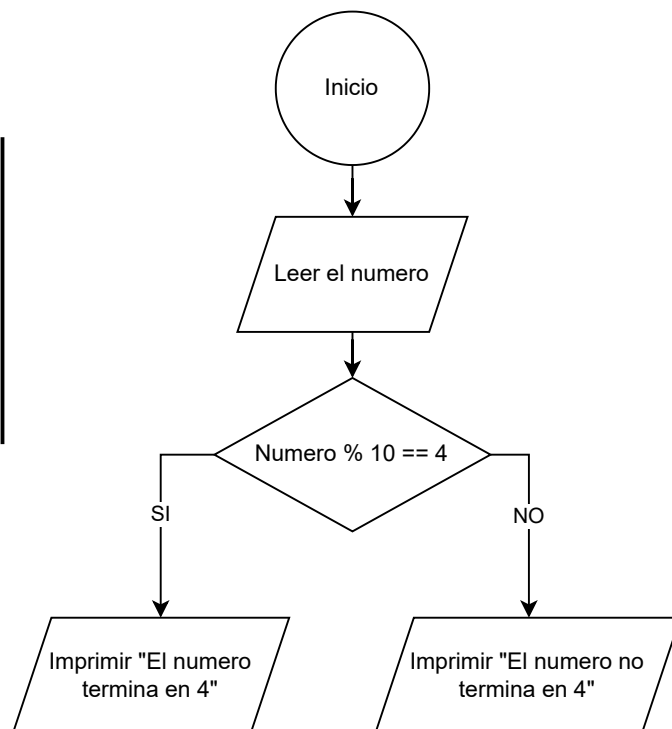 Inicio
Leer el numero
Numero % 10 == 4
SI
NO
Imprimir "El numero
termina en 4"
Imprimir "El numero no
termina en 4"